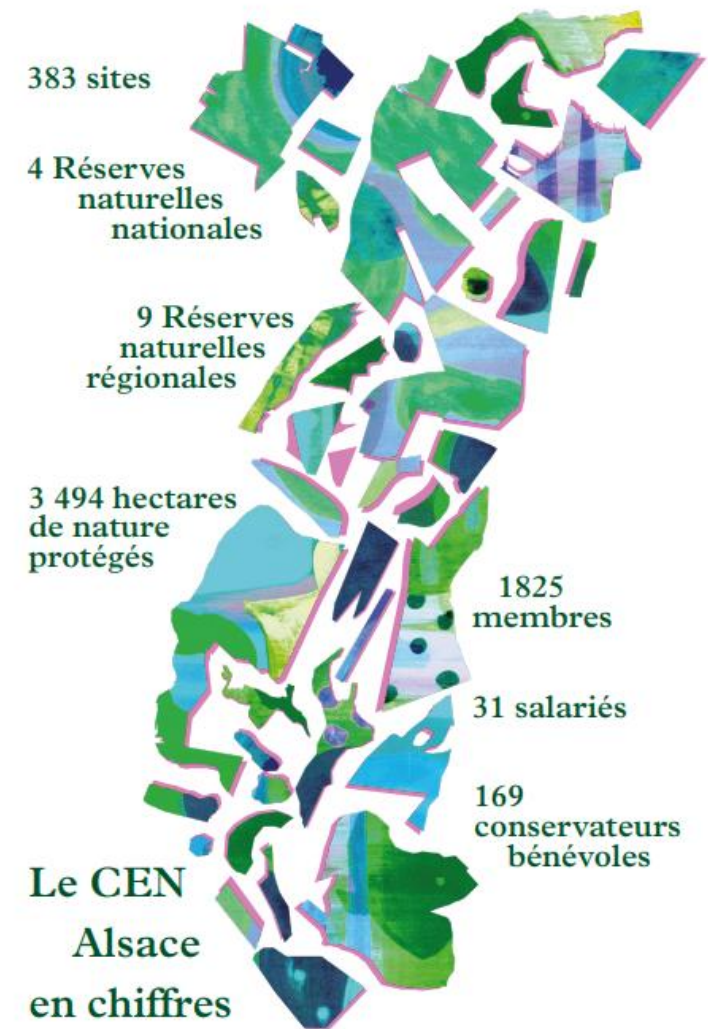 383 sites
4 Réserves
naturelles
nationales
9 Réserves
naturelles
régionales
3 494 hectares
de nature
protégés
1825
membres
31 salariés
169
conservateurs
bénévoles
Le CEN
Alsace
en chiffres